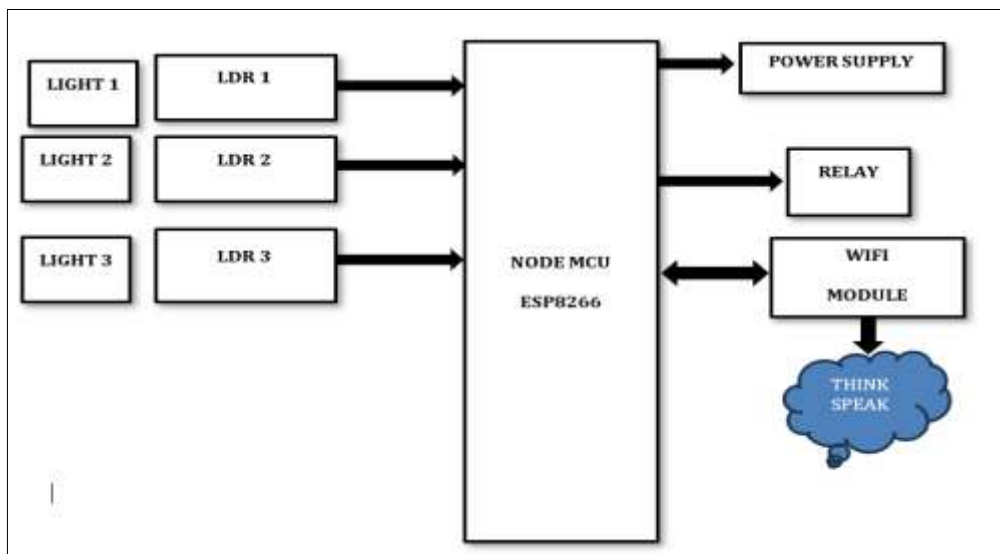 LIGHT 1
LDR 1
LIGHT 2
LDR 2
LIGHT 3
LDR 3
NODE MCU
ESP8266
POWER SUPPLY
RELAY
WIFI
MODULE
THINK
SPEAK